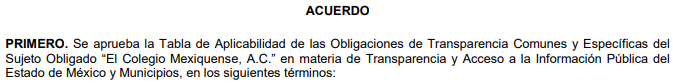 ACUERDO
PRIMERO. Se aprueba la Tabla de Aplicabilidad de las Obligaciones de Transparencia Comunes y Específicas del
Sujeto Obligado “El Colegio Mexiquense, A.C.” en materia de Transparencia y Acceso a la Información Pública del
Estado de México y Municipios, en los siguientes términos: